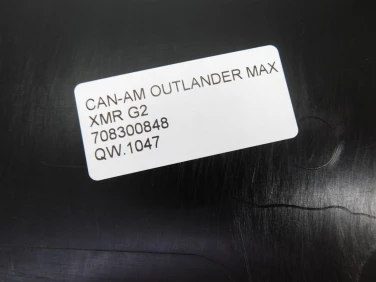 CAN-AM OUTLANDER MAX
XMR G2
708300848
QW.1047